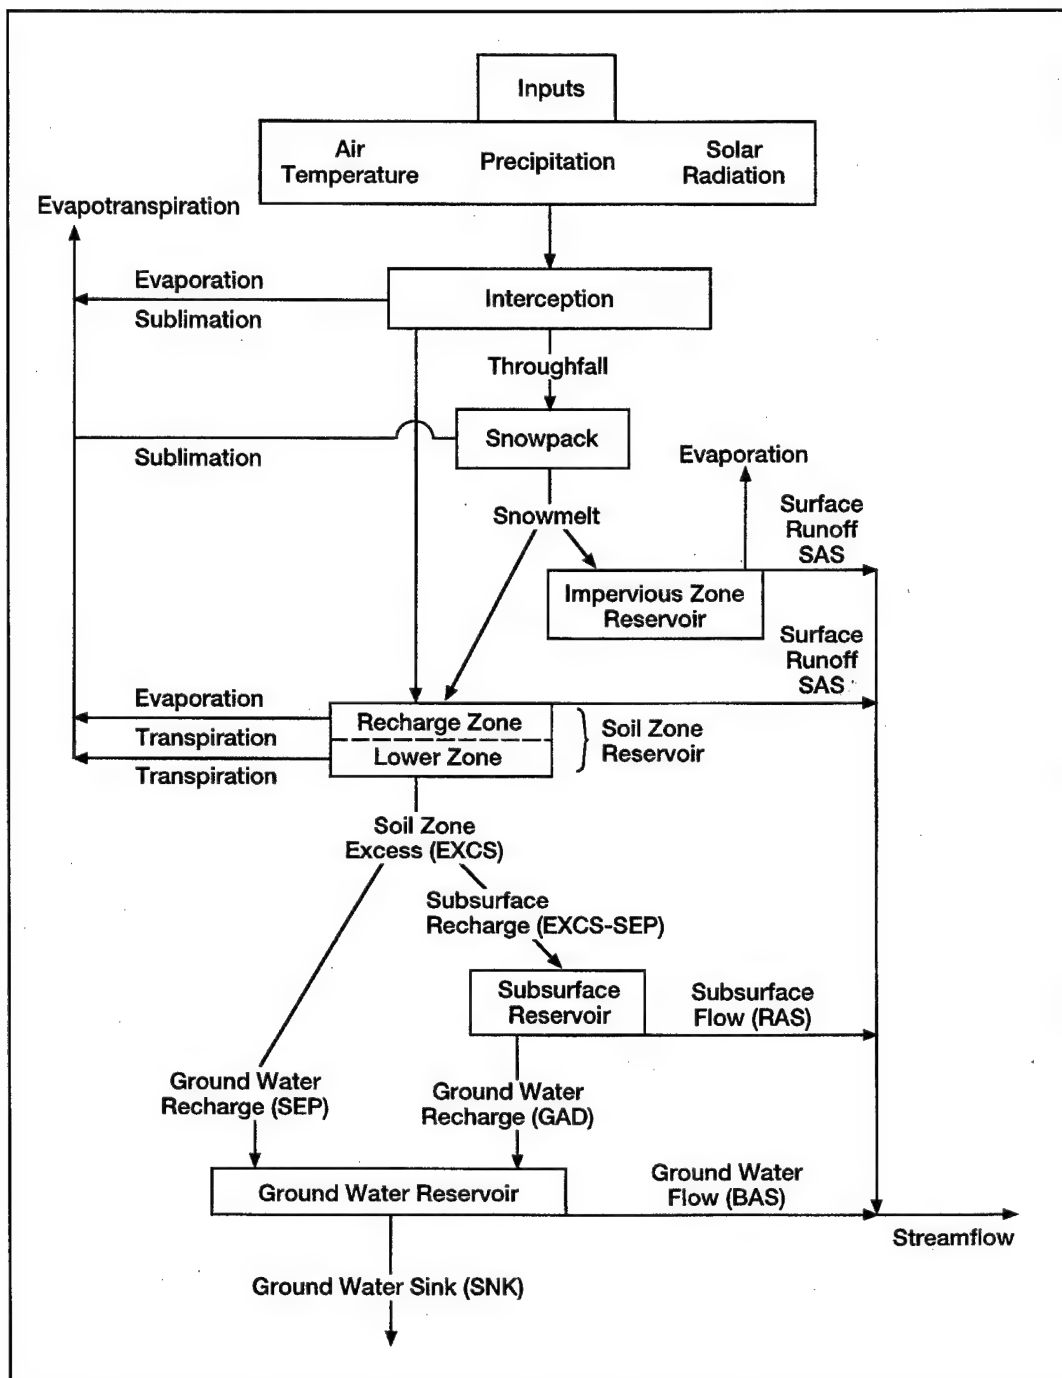 Inputs
Air
Temperature
Precipitation
Solar
Radiation
Evapotranspiration
Evaporation
Sublimation
Interception
Throughfall
Snowpack
Sublimation
Evaporation
Snowmelt
Surface
Runoff
SAS
Impervious Zone
Reservoir
Surface
Runoff
SAS
Evaporation
Transpiration
Transpiration
Recharge Zone
Lower Zone
Soil Zone
Reservoir
Soil Zone
Excess (EXCS)
Subsurface
Recharge (EXCS-SEP)
Subsurface
Reservoir
Subsurface
Flow (RAS)
Ground Water
Recharge (SEP)
Ground Water
Recharge (GAD)
Ground Water Reservoir
Ground Water
Flow (BAS)
Streamflow
Ground Water Sink (SNK)